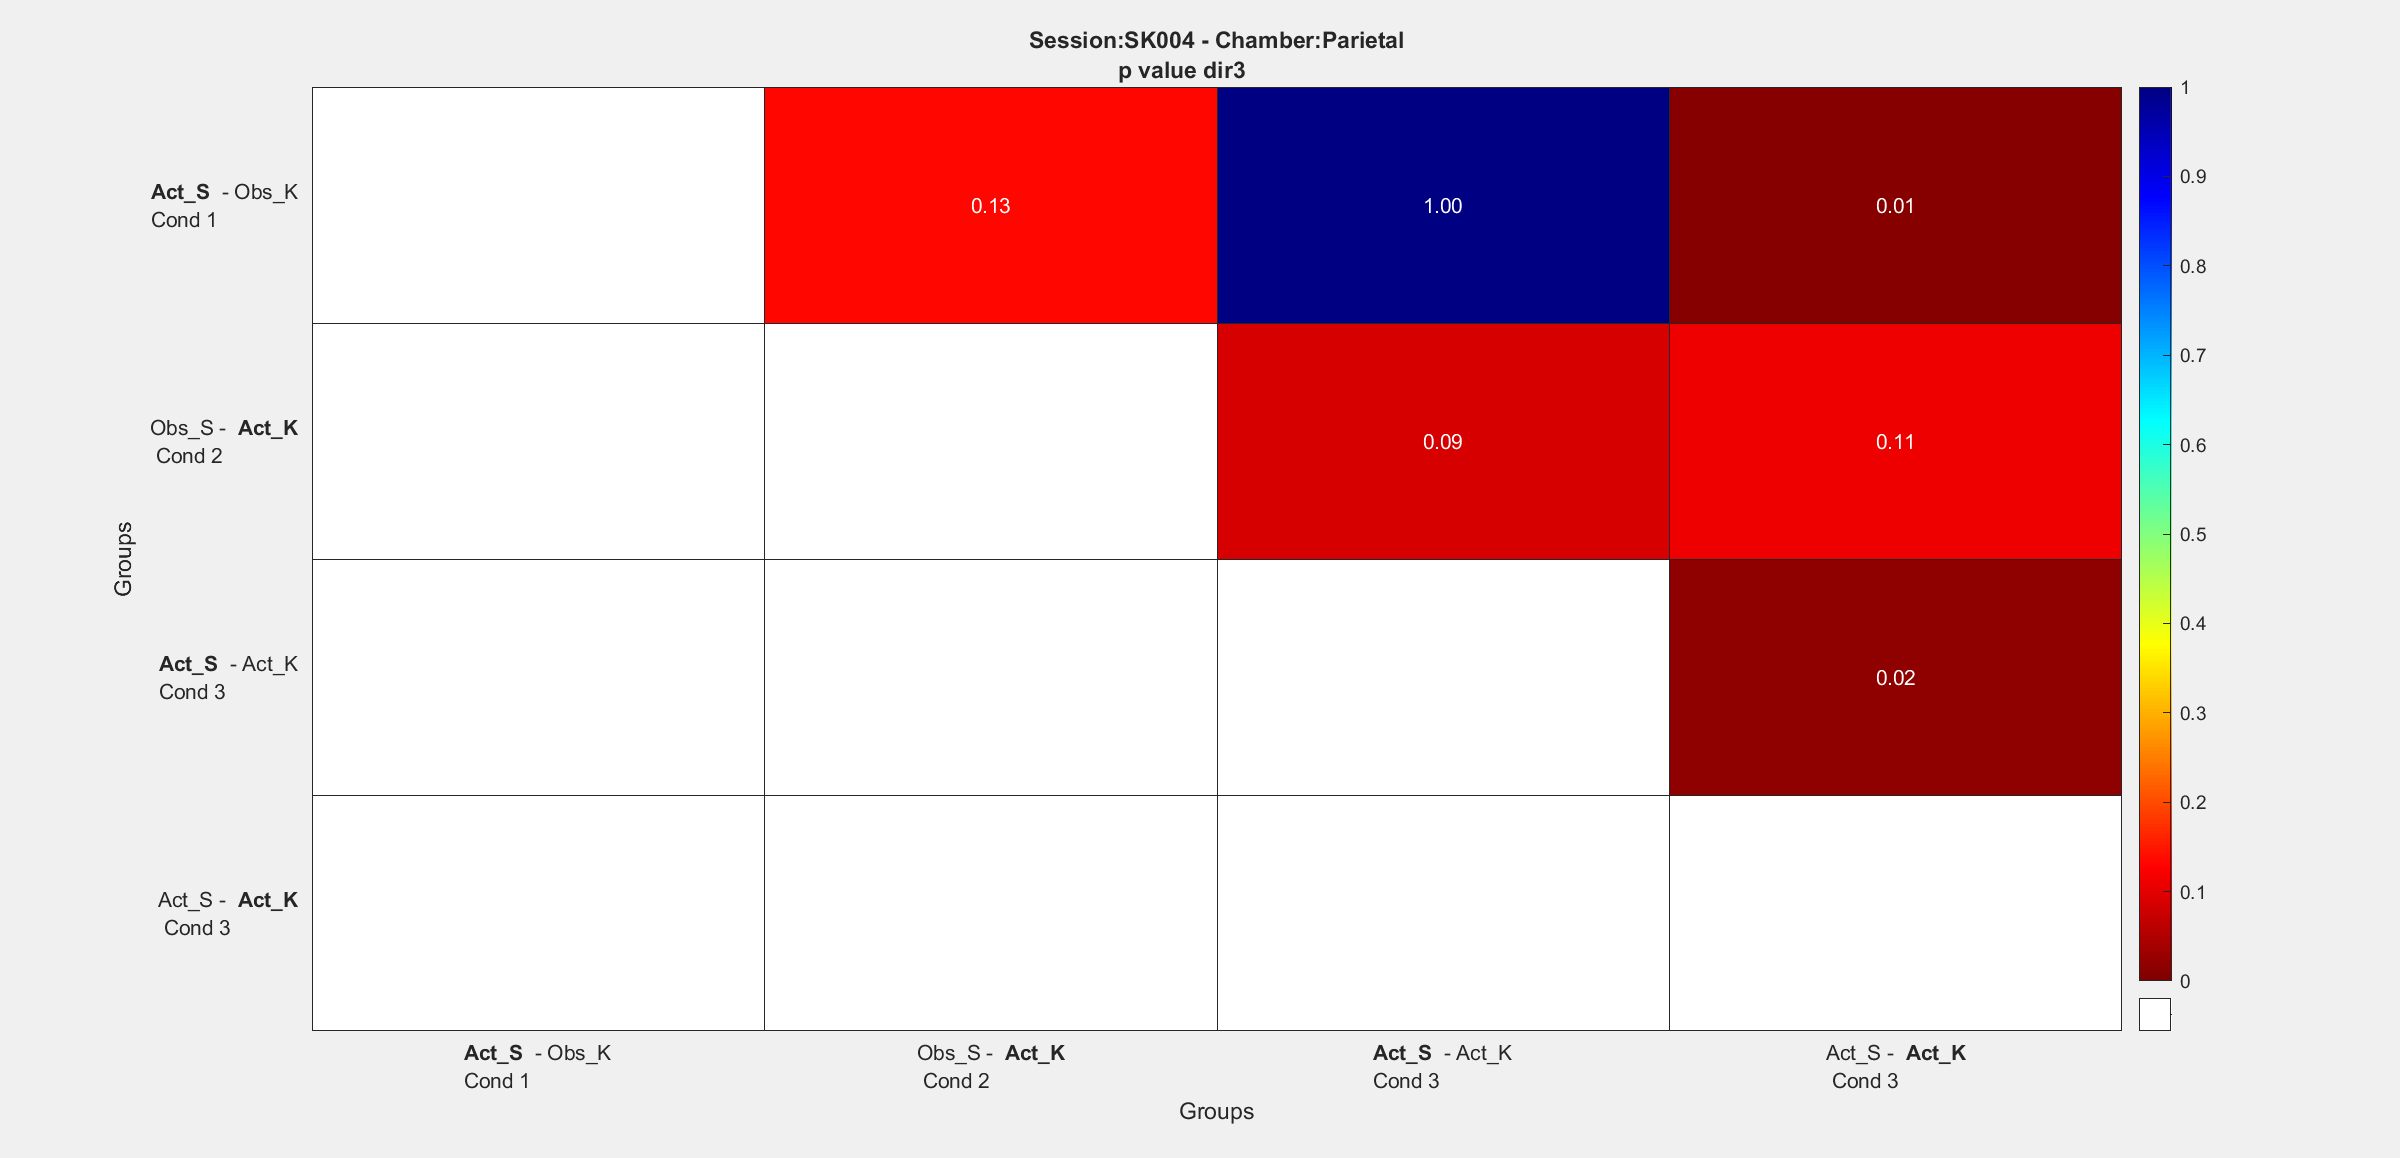 Session:SK004 - Chamber:Parietal
p value dir3
Act_S - Obs_K
Cond 1
0.13
1.00
0.01
Obs_S - Act_K
Cond 2
0.09
0.11
Act_S - Act_K
Cond 3
0.02
Act_S - Act_K
Cond 3
Groups
Act_S - Obs_K
Cond 1
Obs_S - Act_K
Cond 2
Act_S - Act_K
Cond 3
Act_S - Act_K
Cond 3
Groups
1
0.9
0.8
0.7
0.6
0.5
0.4
0.3
0.2
0.1
0